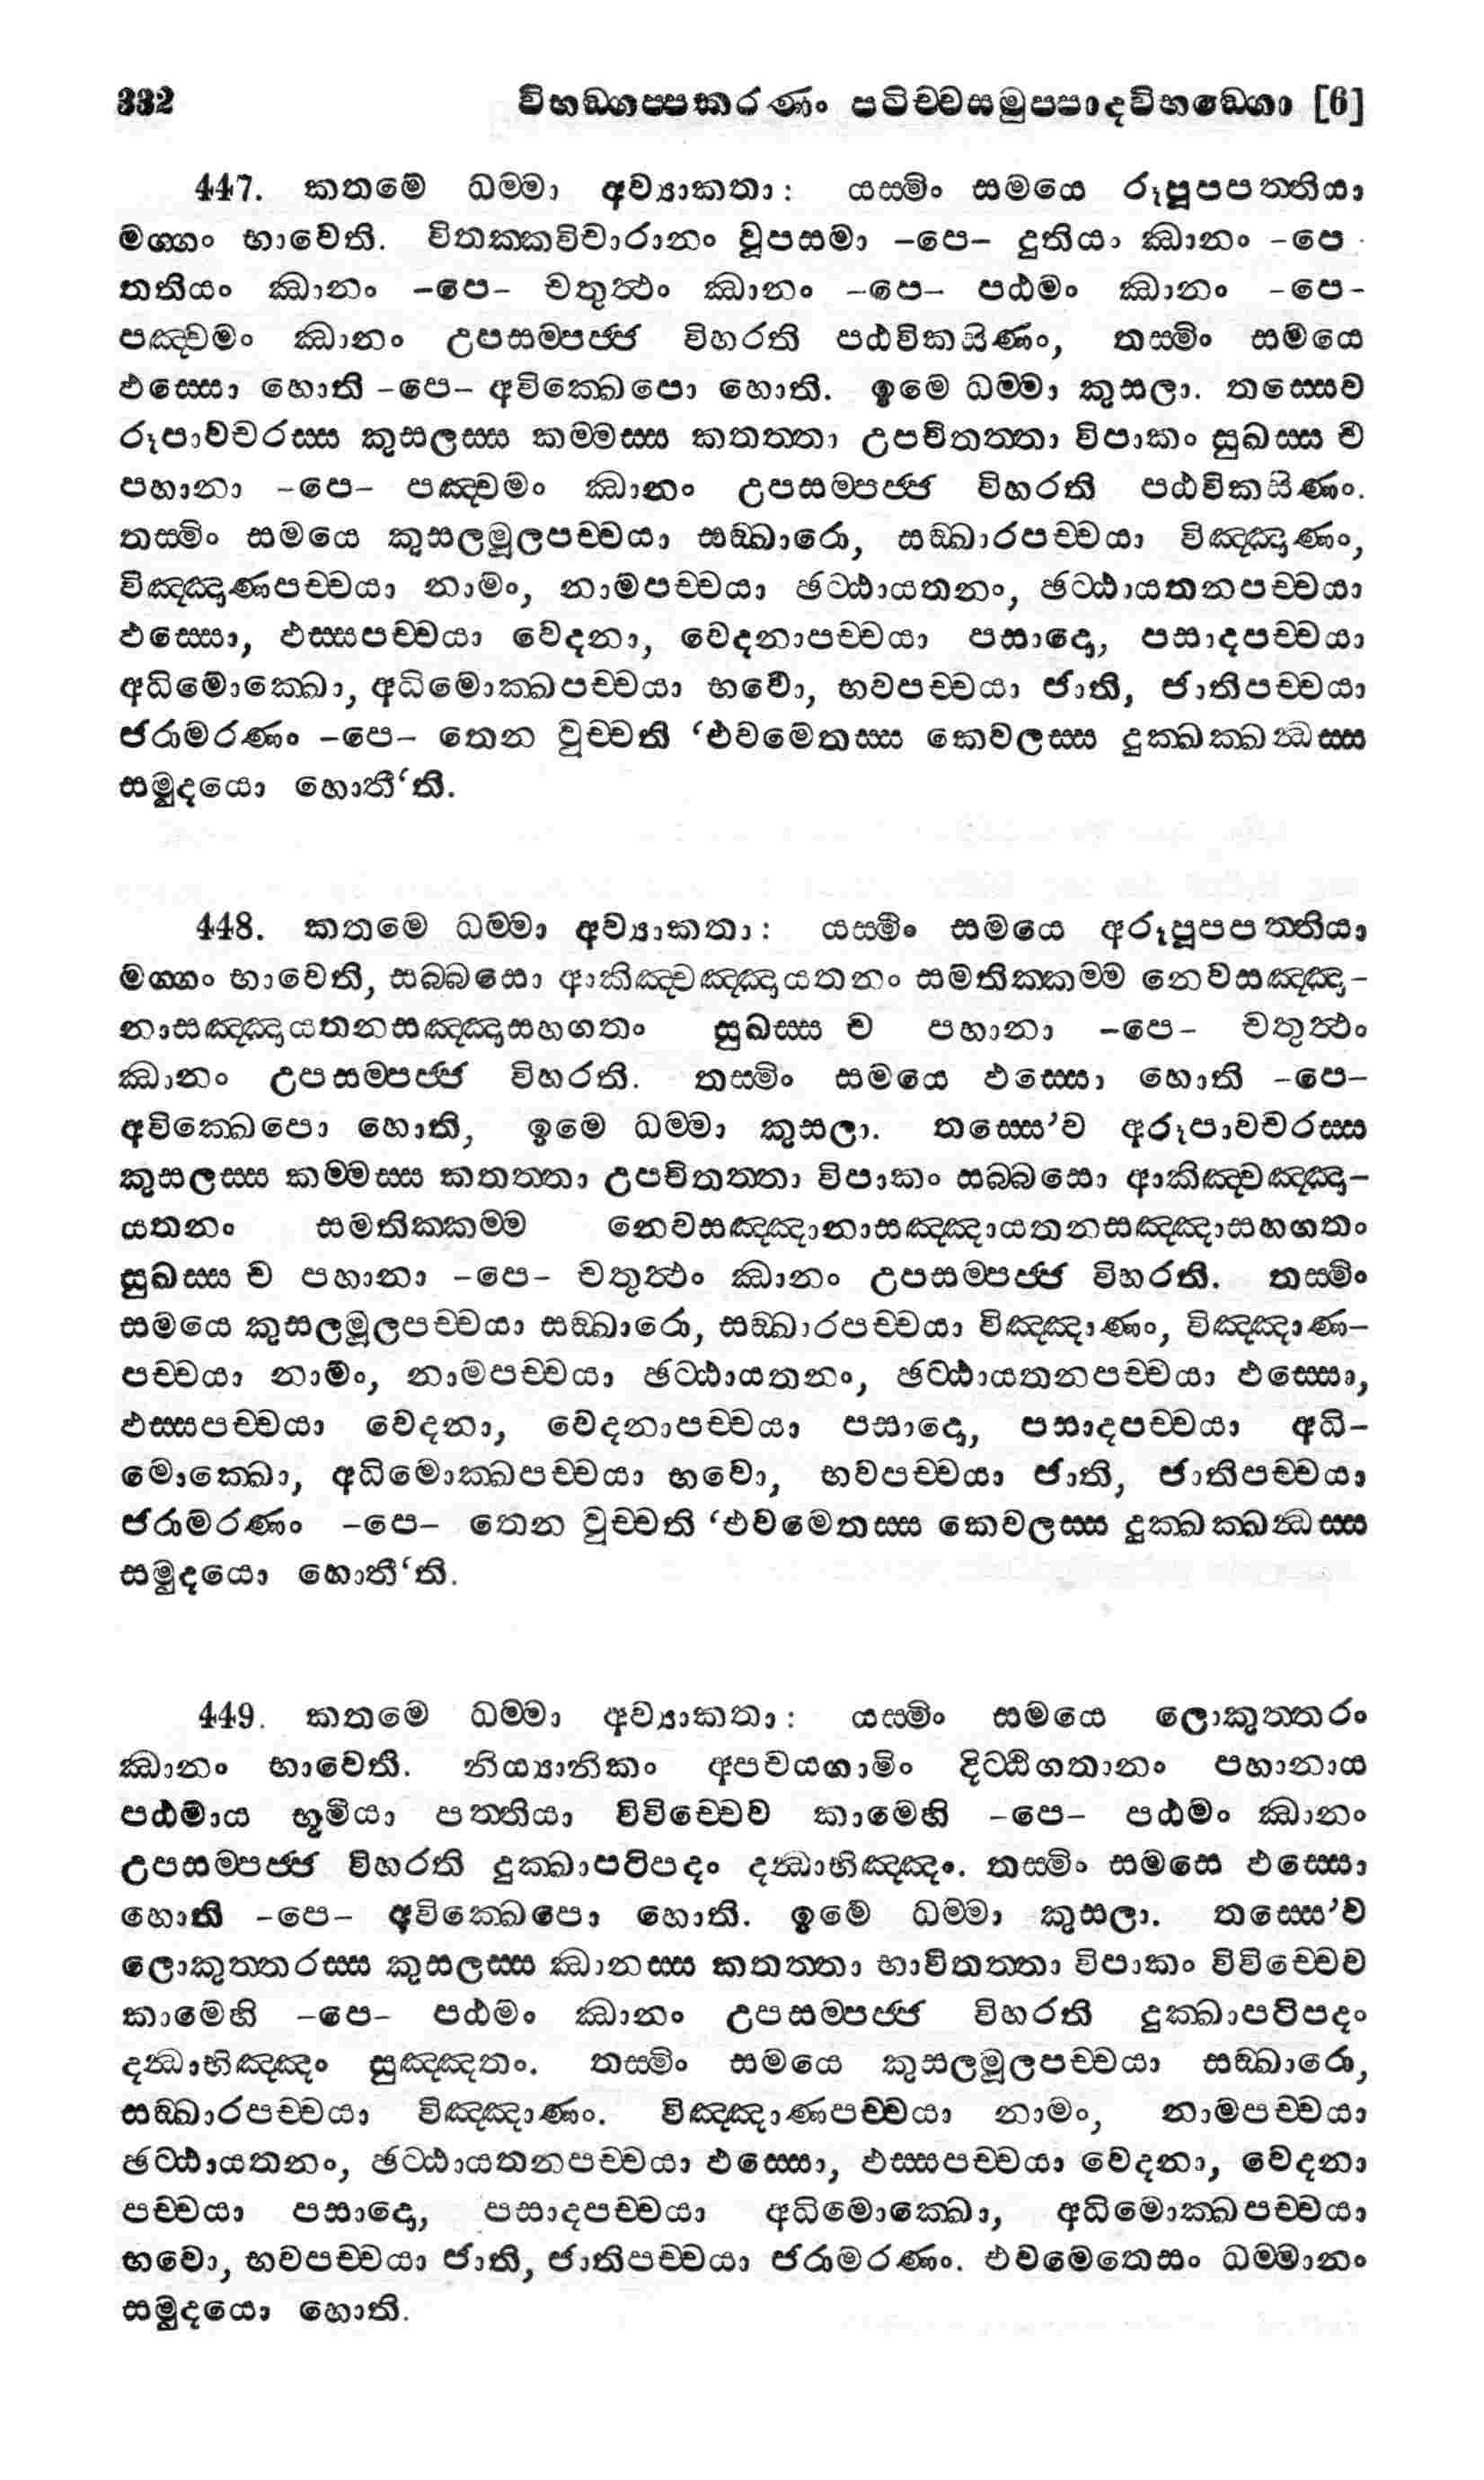 332 විභඞ්ගප්පකරණං පටිච්චසමුප්පාදවිභඞ්ගො [6]
447. කතමෙ ධම්මා අව්‍යාකතා: යස්මිං සමයෙ රූපූපපත්තියා
මග්ගං භාවෙති. විතක්කවිචාරානං වූපසමා -පෙ- දුතියා ඣානං -පෙ
තතියං ඣානං -පෙ- චතුත්ථං ඣානං -පෙ- පඨමං ඣානං -පෙ-
පඤ්චමං ඣානං උපසම්පජ්ජ විහරති පඨවිකසිණං, තස්මිං සමයෙ
ඵස්සො හොති -පෙ- අවික්ඛෙපො හොති. ඉමෙ ධම්මා කුසලා. තස්සෙව
රූපාවචරස්ස කුසලස්ස කම්මස්ස කතත්තා උපචිතත්තා විපාකං සුඛස්ස ච
පහානා -පෙ- පඤ්චමං ඣානං උපසම්පජ්ජ විහරති පඨවිකසිණං.
තස්මිං සමයෙ කුසලමූලපච්චයා සඞ්ඛාරො, සඞ්ඛාරපච්චයා විඤ්ඤාණං,
විඤ්ඤාණපච්චයා නාමං, නාමපච්චයා ඡට්ඨායතනං, ඡට්ඨායතනපච්චයා
ඵස්සො, ඵස්සපච්චයා වෙදනා, වෙදනාපච්චයා පසාදො, පසාදපච්චයා
අධිමොක්ඛො, අධිමොක්ඛපච්චයා භවො, භවපච්චයා ජාති, ජාතිපච්චයා
ජරාමරණං -පෙ- තෙන වුච්චති ‘එවමෙතස්ස කෙවලස්ස දුක්ඛක්ඛන්ධස්ස
සමුදයො හොතී‘ති.
448. කතමෙ ධම්මා අව්‍යාකතා: යස්මිං සමයෙ අරූපූපපත්තියා
මග්ගං භාවෙති, සබ්බසො ආකිඤ්චඤ්ඤායතනං සමතික්කම්ම නෙවසඤ්ඤා-
නාසඤ්ඤායතනසඤ්ඤාසහගතං සුඛස්ස ච පහානා -පෙ- චතුත්ථං
ඣානං උපසම්පජ්ජ විහරති. තස්මිං සමයෙ ඵස්සො හොති -පෙ-
අවික්ඛෙපො හොති, ඉමෙ ධම්මා කුසලා. තස්සෙ’ව අරූපාවචරස්ස
කුසලස්ස කම්මස්ස කතත්තා උපචිතත්තා විපාකං සබ්බසො ආකිඤ්චඤ්ඤා-
යතනං සමතික්කම්ම නෙවසඤ්ඤානාසඤ්ඤායතනසඤ්ඤාසහගතං
සුඛස්ස ච පහානා -පෙ- චතුත්ථං ඣානං උපසම්පජ්ජ විහරති. තස්මිං
සමයෙ කුසලමූලපච්චයා සඞ්ඛාරො, සඞ්ඛාරපච්චයා විඤ්ඤාණං, විඤ්ඤාණ-
පච්චයා නාමං, නාමපච්චයා ඡට්ඨායතනං, ඡට්ඨායතනපච්චයා ඵස්සො,
ඵස්සපච්චයා වෙදනා, වෙදනාපච්චයා පසාදො, පසාදපච්චයා අධි-
මොක්ඛො, අධිමොක්ඛපච්චයා භවො, භවපච්චයා ජාති, ජාතිපච්චයා
ජරාමරණං -පෙ- තෙන වුච්චති ‘එවමෙතස්ස කෙවලස්ස දුක්ඛක්ඛන්ධස්ස
සමුදයො හොතී‘ති.
449. කතමෙ ධම්මා අව්‍යාකතා: යස්මිං සමයෙ ලොකුත්තරං
ඣානං භාවෙති. නිය්‍යානිකං අපචයගාමිං දිට්ඨිගතානං පහානාය
පඨමාය භූමියා පත්තියා විවිච්චෙව කාමෙහි -පෙ- පඨමං ඣානං
උපසම්පජ්ජ විහරති දුක්ඛාපටිපදං දන්ධාභිඤ්ඤං. තස්මිං සමසෙ ඵස්සො
හොති -පෙ- අවික්ඛෙපො හොති. ඉමෙ ධම්මා කුසලා. තස්සෙ’ව
ලොකුත්තරස්ස කුසලස්ස ඣානස්ස කතත්තා භාවිතත්තා විපාකං විවිච්චෙව
කාමෙහි -පෙ- පඨමං ඣානං උපසම්පජ්ජ විහරති දුක්ඛාපටිපදං
දන්ධාභිඤ්ඤං සුඤ්ඤතං. තස්මිං සමයෙ කුසලමූලපච්චයා සඞ්ඛාරො,
සඞ්ඛාරපච්චයා විඤ්ඤාණං. විඤ්ඤාණපච්චයා නාමං, නාමපච්චයා
ඡට්ඨායතනං, ඡට්ඨායතනපච්චයා ඵස්සො, ඵස්සපච්චයා වෙදනා, වෙදනා
පච්චයා පසාදො, පසාදපච්චයා අධිමොක්ඛො, අධිමොක්ඛපච්චයා
භවො, භවපච්චයා ජාති, ජාතිපච්චයා ජරාමරණං. එවමෙතෙසං ධම්මානං
සමුදයො හොති.